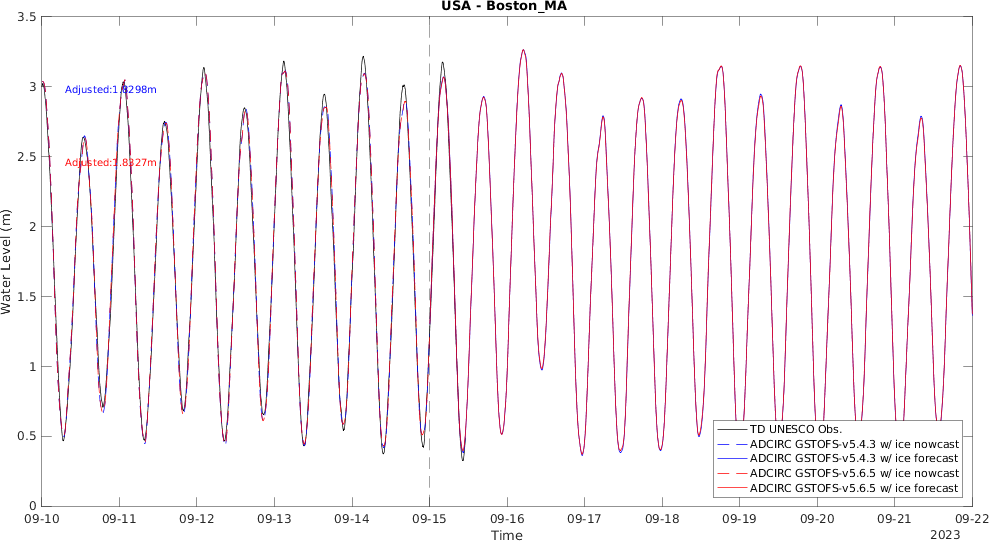 USA - Boston_MA
3.5
3
2.5
2
1.5
1
0.5
0
Water Level (m)
Adjusted:1.8298m
Adjusted:1.8327m
TD UNESCO Obs.
ADCIRC GSTOFS-v5.4.3 w/ ice nowcast
ADCIRC GSTOFS-v5.4.3 w/ ice forecast
ADCIRC GSTOFS-v5.6.5 w/ ice nowcast
ADCIRC GSTOFS-v5.6.5 w/ ice forecast
09-10 09-11 09-12 09-13 09-14 09-15 09-16 09-17 09-18 09-19 09-20 09-21 09-22
Time
2023